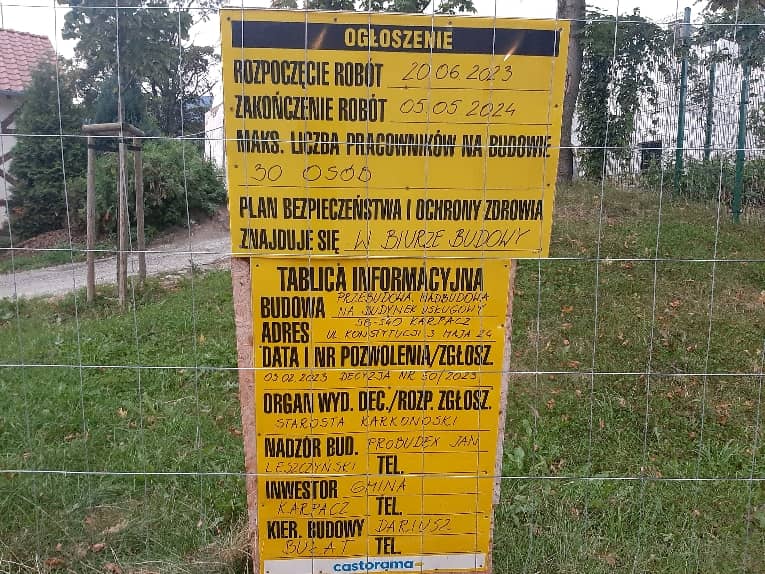 OGŁOSZENIE
ROZPOCZĘCIE ROBÓT 20.06.2023
ZAKOŃCZENIE ROBÓT 05.05.2024
MAKS. LICZBA PRACOWNIKÓW NA BUDOWIE
30 OSÓB
PLAN BEZPIECZEŃSTWA I OCHRONY ZDROWIA
ZNAJDUJE SIĘ W BIURZE BUDOWY
TABLICA INFORMACYJNA
BUDOWA PRZEBUDOWA, NADBUDOWA
NA BUDYNEK USŁUGOWY
ADRES 58-540 KARPACZ
UL KONSTYTUCJI 3 MAJA 24
DATA I NR POZWOLENIA/ZGŁOSZ.
03.02.2023 DECYZJA NR 50/2023
ORGAN WYD. DEC./ROZP. ZGŁOSZ.
STAROSTA KARKONOSKI
NADZÓR BUD. PROBUDEX JAN
LESZCZYŃSKI TEL.
INWESTOR GMINA
KARPACZ TEL.
KIER. BUDOWY DARIUSZ
BUŁAT TEL.
castorama